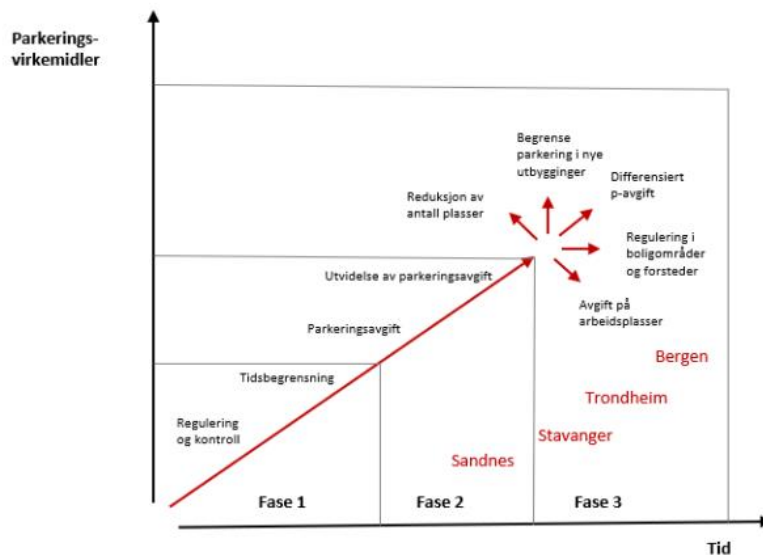 Parkerings-
virkemidler
Begrense
parkering i nye
utbygginger
Differensiert
p-avgift
Reduksjon av
antall plasser
Regulering i
boligområder
og forsteder
Utvidelse av parkeringsavgift
Avgift på
arbeidsplasser
Parkeringsavgift
Bergen
Tidsbegrensning
Trondheim
Regulering
og kontroll
Stavanger
Sandnes
Fase 1
Fase 2
Fase 3
Tid